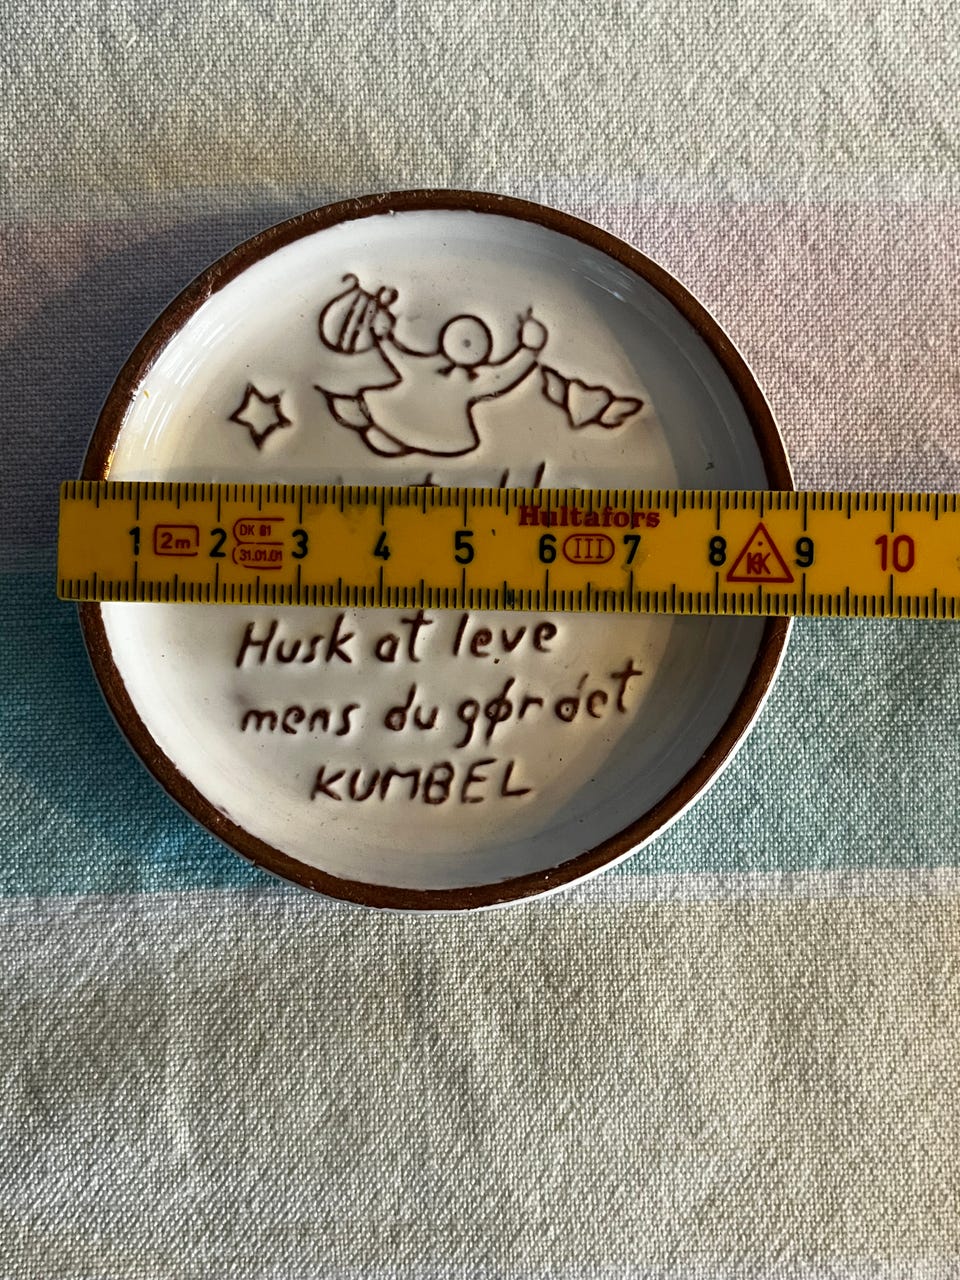 Hultafors
1 2m 2 DK 81 31.01.01 3 4 5 6 III 7 8 9 10
Husk at leve
mens du gør det
KUMBEL